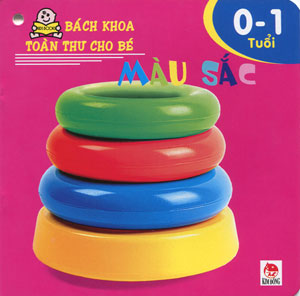 BÁCH KHOA
TOÀN THƯ CHO BÉ
0-1
Tuổi
MÀU SẮC
KIM ĐỒNG